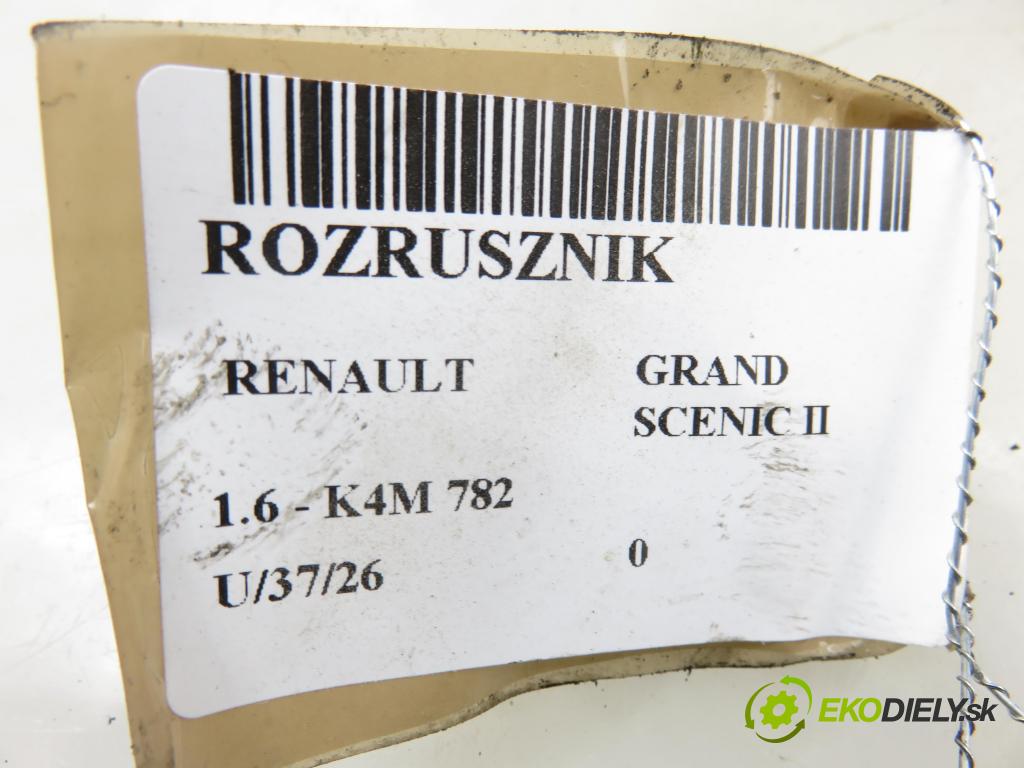 ROZRUSZNIK
RENAULT
GRAND
SCENIC II
1.6 - K4M 782
U/37/26
0
EKODIELY.sk